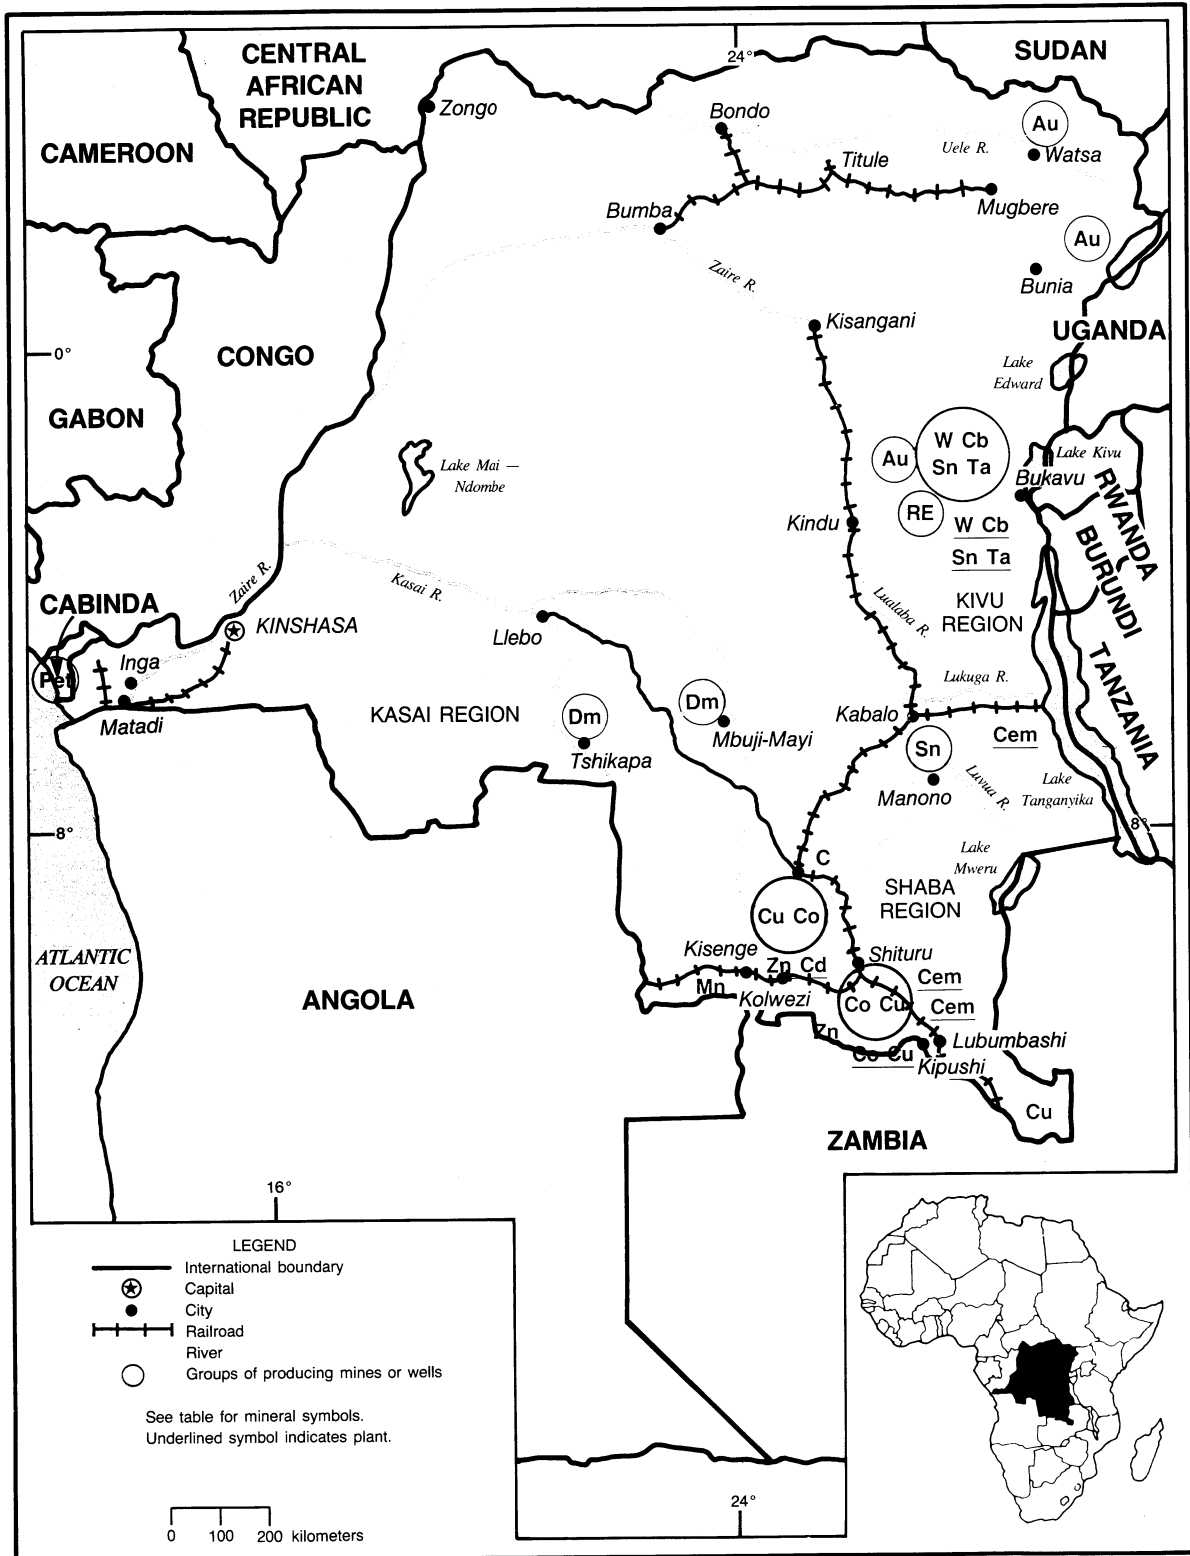 24°
SUDAN
CENTRAL
AFRICAN
REPUBLIC
Zongo
Bondo
Au
CAMEROON
Uele R.
Watsa
Titule
Mugbere
Bumba
Au
Zaire R.
Bunia
Kisangani
UGANDA
0°
CONGO
Lake
Edward
GABON
W Cb
Sn Ta
Au
Lake Kivu
Lake Mai —
Ndombe
Bukavu
RWANDA
RE
Kindu
W Cb
Sn Ta
BURUNDI
Zaire R.
Kasai R.
CABINDA
Lualaba R.
KIVU
REGION
KINSHASA
Llebo
Inga
Pet
TANZANIA
Lukuga R.
Matadi
KASAI REGION
Dm
Dm
Kabalo
Mbuji-Mayi
Cem
Tshikapa
Sn
Manono
Luvua R.
Lake
Tanganyika
8°
8°
C
Lake
Mweru
SHABA
REGION
Cu Co
ATLANTIC
OCEAN
Kisenge
Shituru
Zn Cd
Cem
Mn
Kolwezi
ANGOLA
Co Cu
Cem
Zn
Lubumbashi
Co Cu
Kipushi
Cu
ZAMBIA
16°
LEGEND
International boundary
Capital
City
Railroad
River
Groups of producing mines or wells
See table for mineral symbols.
Underlined symbol indicates plant.
24°
0 100 200 kilometers